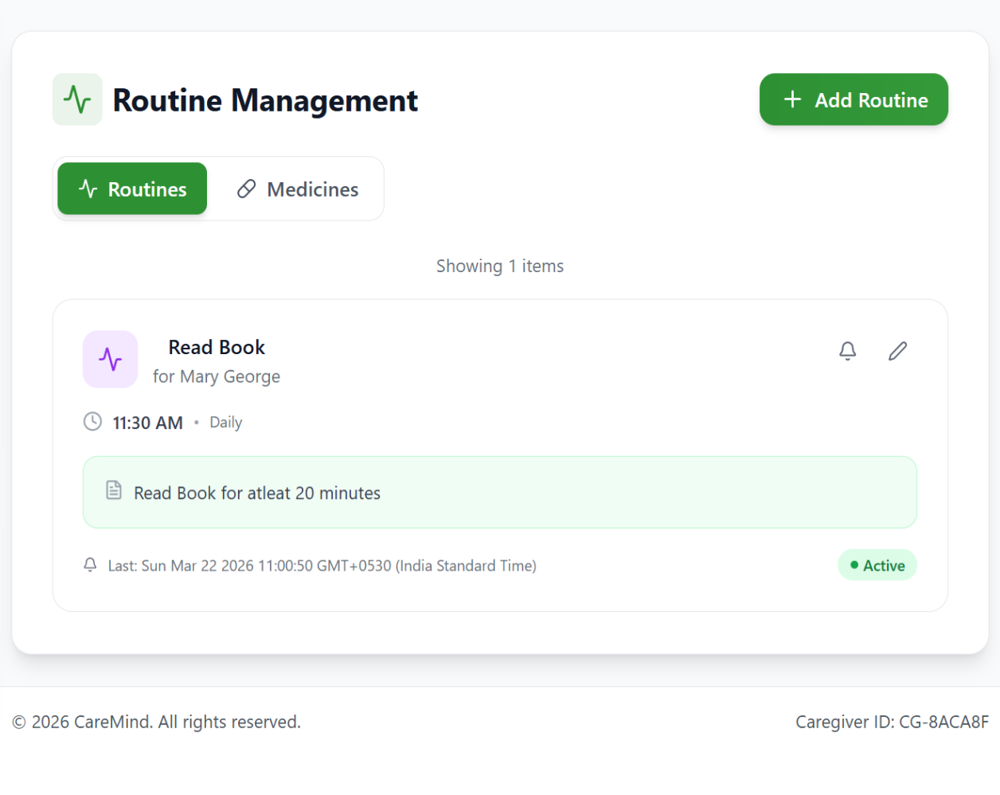 Routine Management
+ Add Routine
Routines
Medicines
Showing 1 items
Read Book
for Mary George
11:30 AM • Daily
Read Book for atleat 20 minutes
Last: Sun Mar 22 2026 11:00:50 GMT+0530 (India Standard Time)
Active
© 2026 CareMind. All rights reserved.
Caregiver ID: CG-8ACA8F